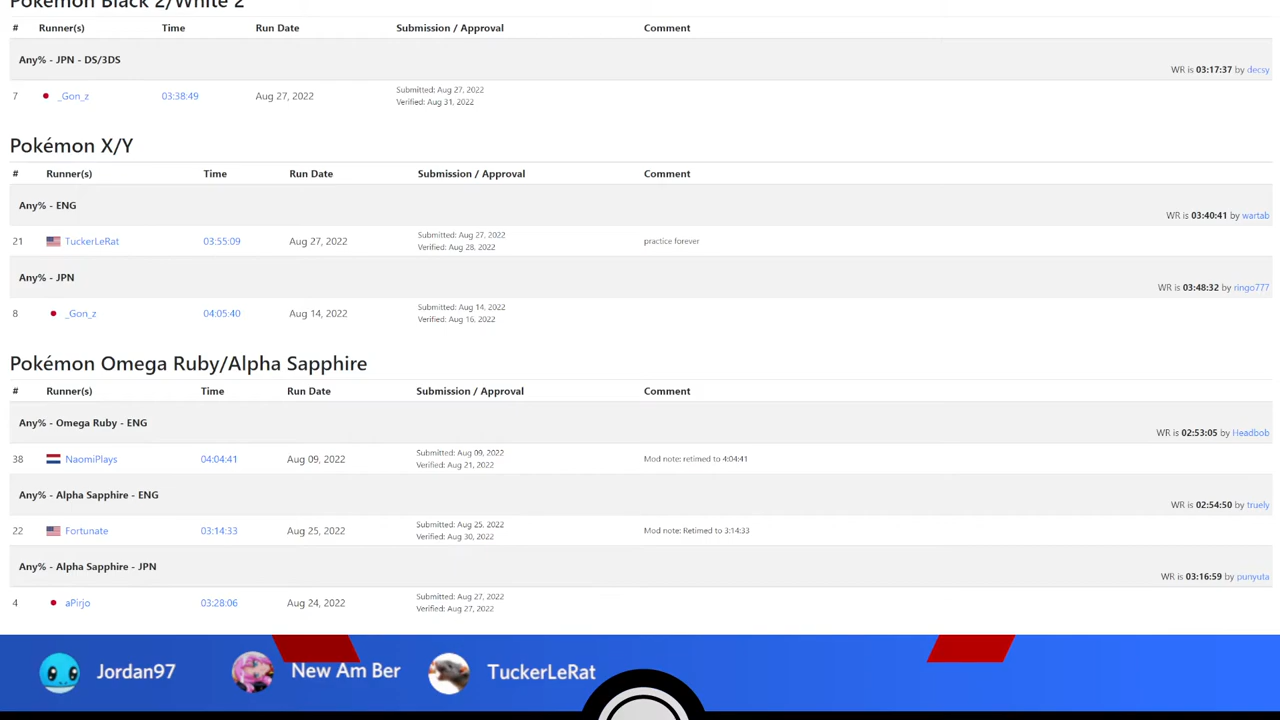 Pokémon Black 2/White 2
# Runner(s) Time Run Date Submission / Approval Comment
Any% - JPN - DS/3DS
WR is 03:17:37 by decsy
7 _Gon_z 03:38:49 Aug 27, 2022 Submitted: Aug 27, 2022
Verified: Aug 31, 2022
Pokémon X/Y
# Runner(s) Time Run Date Submission / Approval Comment
Any% - ENG
WR is 03:40:41 by wartab
21 TuckerLeRat 03:55:09 Aug 27, 2022 Submitted: Aug 27, 2022 practice forever
Verified: Aug 28, 2022
Any% - JPN
WR is 03:48:32 by ringo777
8 _Gon_z 04:05:40 Aug 14, 2022 Submitted: Aug 14, 2022
Verified: Aug 16, 2022
Pokémon Omega Ruby/Alpha Sapphire
# Runner(s) Time Run Date Submission / Approval Comment
Any% - Omega Ruby - ENG
WR is 02:53:05 by Headbob
38 NaomiPlays 04:04:41 Aug 09, 2022 Submitted: Aug 09, 2022 Mod note: retimed to 4:04:41
Verified: Aug 21, 2022
Any% - Alpha Sapphire - ENG
WR is 02:54:50 by truely
22 Fortunate 03:14:33 Aug 25, 2022 Submitted: Aug 25, 2022 Mod note: Retimed to 3:14:33
Verified: Aug 30, 2022
Any% - Alpha Sapphire - JPN
WR is 03:16:59 by punyuta
4 aPirjo 03:28:06 Aug 24, 2022 Submitted: Aug 27, 2022
Verified: Aug 27, 2022
Jordan97 New Am Ber TuckerLeRat